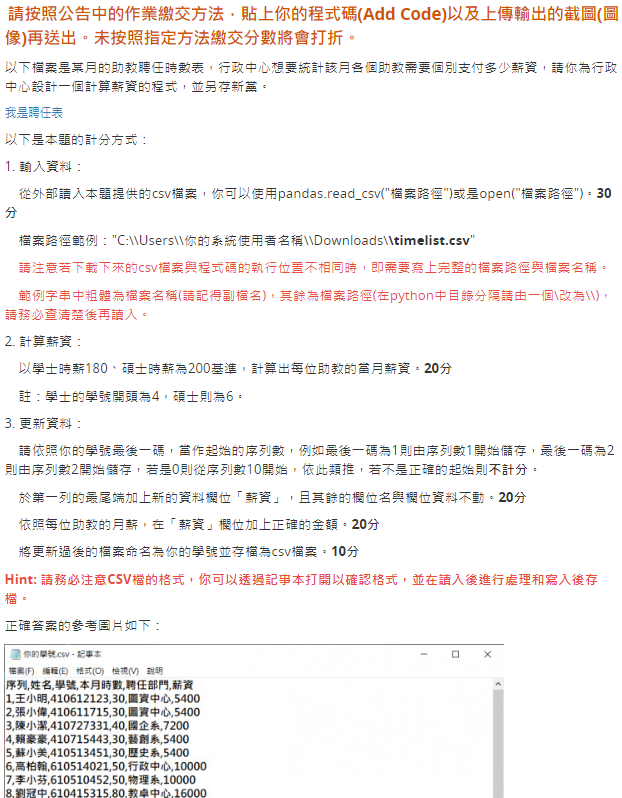 請按照公告中的作業繳交方法，貼上你的程式碼(Add Code)以及上傳輸出的截圖(圖
像)再送出。未按照指定方法繳交分數將會打折。
以下檔案是某月的助教聘任時數表，行政中心想要統計該月各個助教需要個別支付多少薪資，請你為行政
中心設計一個計算薪資的程式，並另存新黨。
我是聘任表
以下是本題的計分方式：
1. 輸入資料：
從外部讀入本題提供的csv檔案，你可以使用pandas.read_csv("檔案路徑")或是open("檔案路徑")。30
分
檔案路徑範例："C:\\Users\\你的系統使用者名稱\\Downloads\\timelist.csv"
請注意若下載下來的csv檔案與程式碼的執行位置不相同時，即需要寫上完整的檔案路徑與檔案名稱。
範例字串中粗體為檔案名稱(請記得副檔名)，其餘為檔案路徑(在python中目錄分隔請由一個\改為\\)，
請務必查清楚後再讀入。
2. 計算薪資：
以學士時薪180、碩士時薪為200基準，計算出每位助教的當月薪資。20分
註：學士的學號開頭為4，碩士則為6。
3. 更新資料：
請依照你的學號最後一碼，當作起始的序列數，例如最後一碼為1則由序列數1開始儲存，最後一碼為2
則由序列數2開始儲存，若是0則從序列數10開始，依此類推，若不是正確的起始則不計分。
於第一列的最尾端加上新的資料欄位「薪資」，且其餘的欄位名與欄位資料不動。20分
依照每位助教的月薪，在「薪資」欄位加上正確的金額。20分
將更新過後的檔案命名為你的學號並存檔為csv檔案。10分
Hint: 請務必注意CSV檔的格式，你可以透過記事本打開以確認格式，並在讀入後進行處理和寫入後存
檔。
正確答案的參考圖片如下：
你的學號.csv - 記事本
檔案(F) 編輯(E) 格式(O) 檢視(V) 說明
序列,姓名,學號,本月時數,聘任部門,薪資
1,王小明,410612123,30,圖資中心,5400
2,張小偉,410611715,30,圖資中心,5400
3,陳小潔,410727331,40,國企系,7200
4,賴豪豪,410715443,30,藝創系,5400
5,蘇小美,410513451,30,歷史系,5400
6,高柏翰,610514021,50,行政中心,10000
7,李小芬,610510452,50,物理系,10000
8,劉冠中,610415315,80,教卓中心,16000